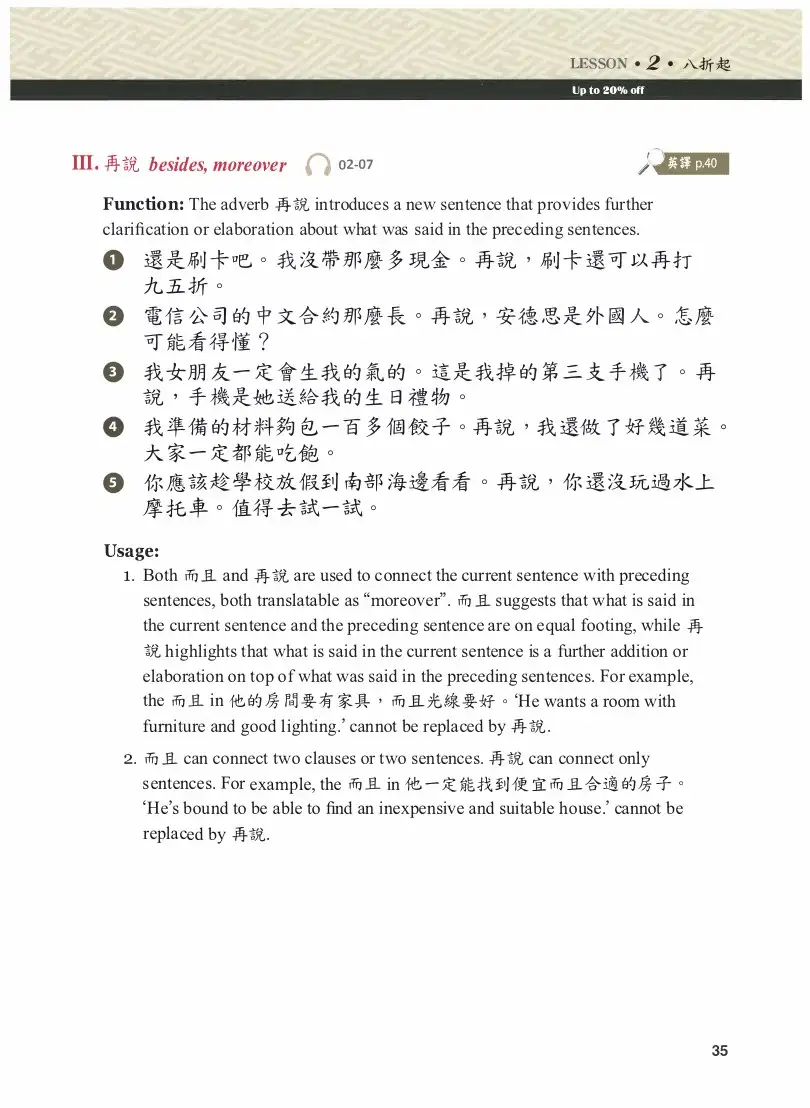 LESSON • 2 • 八折起
Up to 20% off
III. 再說 besides, moreover 02-07 英譯 p.40
Function: The adverb 再說 introduces a new sentence that provides further
clarification or elaboration about what was said in the preceding sentences.
1 還是刷卡吧。我沒帶那麼多現金。再說，刷卡還可以再打
九五折。
2 電信公司的中文合約那麼長。再說，安德思是外國人。怎麼
可能看得懂？
3 我女朋友一定會生我的氣的。這是我掉的第三支手機了。再
說，手機是她送給我的生日禮物。
4 我準備的材料夠包一百多個餃子。再說，我還做了好幾道菜。
大家一定都能吃飽。
5 你應該趁學校放假到南部海邊看看。再說，你還沒玩過水上
摩托車。值得去試一試。
Usage:
1. Both 而且 and 再說 are used to connect the current sentence with preceding
sentences, both translatable as “moreover”. 而且 suggests that what is said in
the current sentence and the preceding sentence are on equal footing, while 再
說 highlights that what is said in the current sentence is a further addition or
elaboration on top of what was said in the preceding sentences. For example,
the 而且 in 他的房間要有家具，而且光線要好。‘He wants a room with
furniture and good lighting.’ cannot be replaced by 再說.
2. 而且 can connect two clauses or two sentences. 再說 can connect only
sentences. For example, the 而且 in 他一定能找到便宜而且合適的房子。
‘He’s bound to be able to find an inexpensive and suitable house.’ cannot be
replaced by 再說.
35